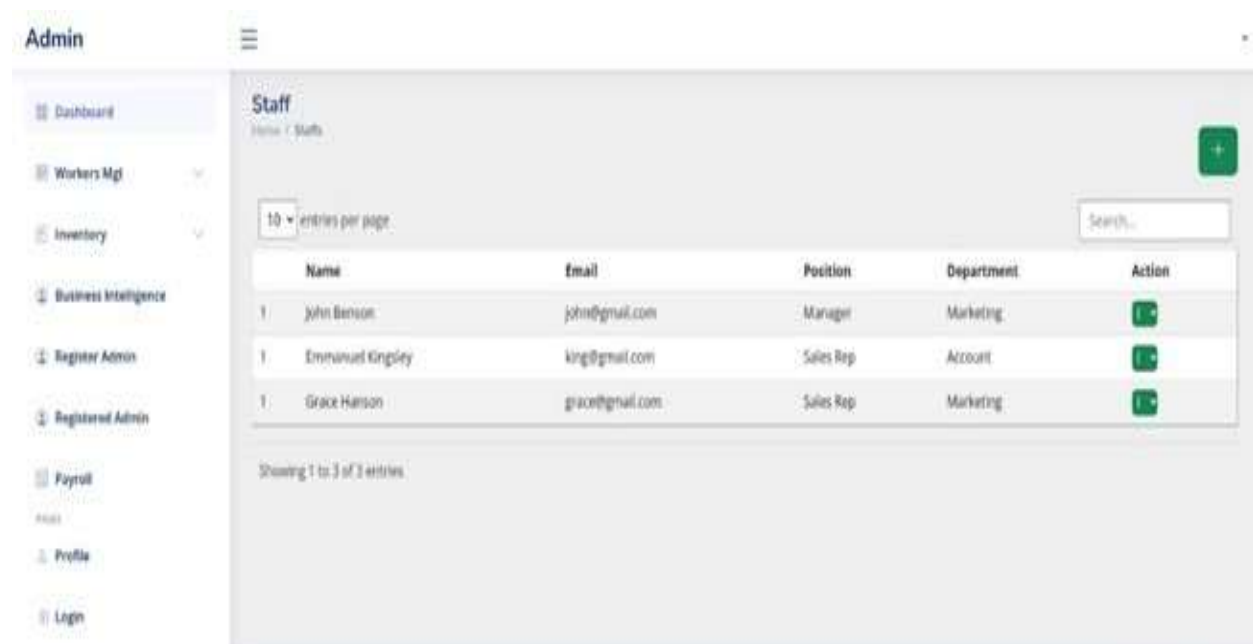 Admin
Dashboard
Workers Mgt
Inventory
Business Intelligence
Register Admin
Registered Admin
Payroll
PAGES
Profile
Login
Staff
Home / Staffs
+
10 entries per page
Search...
Name Email Position Department Action
1 John Benson john@gmail.com Manager Marketing
1 Emmanuel Kingsley king@gmail.com Sales Rep Account
1 Grace Hanson grace@gmail.com Sales Rep Marketing
Showing 1 to 3 of 3 entries